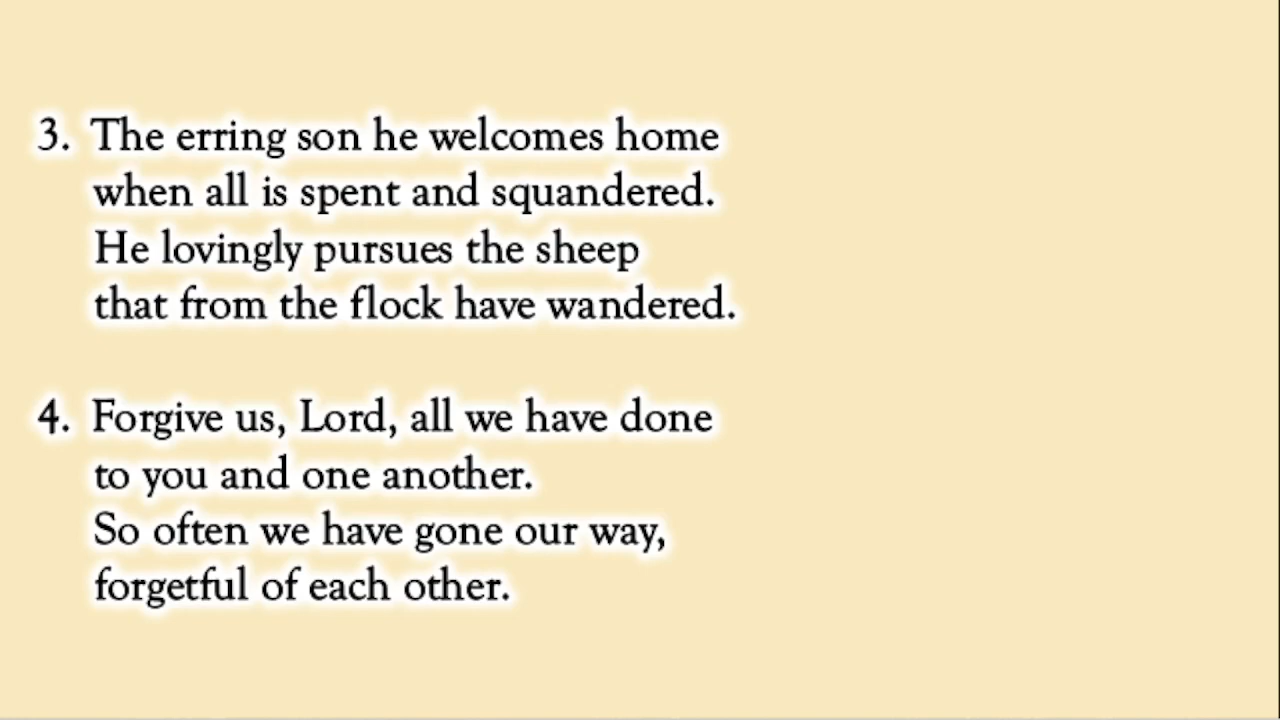 3. The erring son he welcomes home
when all is spent and squandered.
He lovingly pursues the sheep
that from the flock have wandered.
4. Forgive us, Lord, all we have done
to you and one another.
So often we have gone our way,
forgetful of each other.